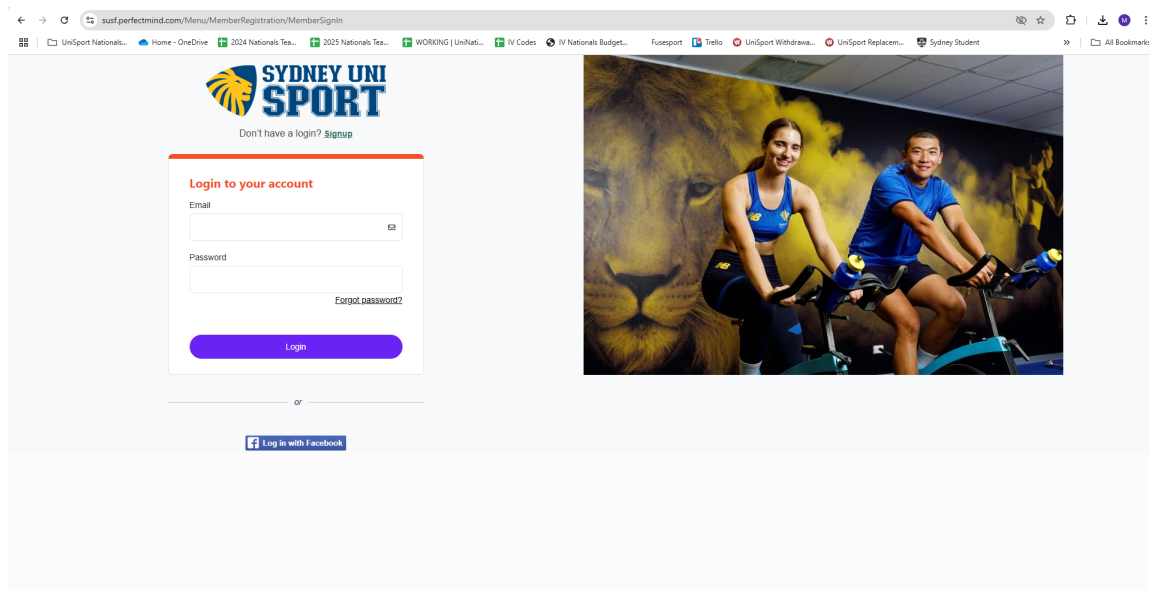 susf.perfectmind.com/Menu/MemberRegistration/MemberSignIn
M
UniSport Nationals...
Home - OneDrive
2024 Nationals Tea...
2025 Nationals Tea...
WORKING | UniNati...
IV Codes
IV Nationals Budget...
Fusesport
Trello
UniSport Withdrawa...
UniSport Replacem...
Sydney Student
»
All Bookmarks
SYDNEY UNI
SPORT
Don't have a login? Signup
Login to your account
Email
Password
Forgot password?
Login
or
Log in with Facebook
NB
NB